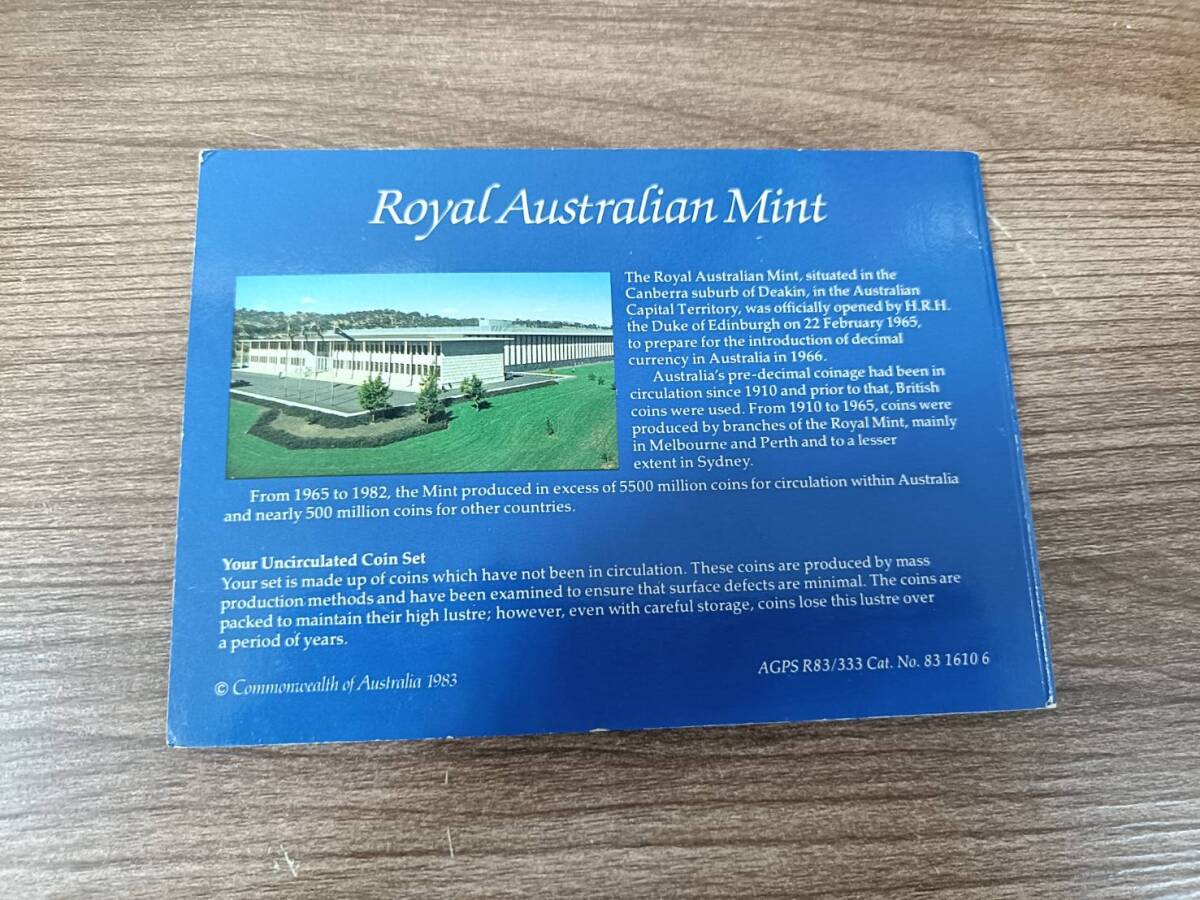 Royal Australian Mint
The Royal Australian Mint, situated in the
Canberra suburb of Deakin, in the Australian
Capital Territory, was officially opened by H.R.H.
the Duke of Edinburgh on 22 February 1965,
to prepare for the introduction of decimal
currency in Australia in 1966.
Australia's pre-decimal coinage had been in
circulation since 1910 and prior to that, British
coins were used. From 1910 to 1965, coins were
produced by branches of the Royal Mint, mainly
in Melbourne and Perth and to a lesser
extent in Sydney.
From 1965 to 1982, the Mint produced in excess of 5500 million coins for circulation within Australia
and nearly 500 million coins for other countries.
Your Uncirculated Coin Set
Your set is made up of coins which have not been in circulation. These coins are produced by mass
production methods and have been examined to ensure that surface defects are minimal. The coins are
packed to maintain their high lustre; however, even with careful storage, coins lose this lustre over
a period of years.
© Commonwealth of Australia 1983
AGPS R83/333 Cat. No. 83 1610 6